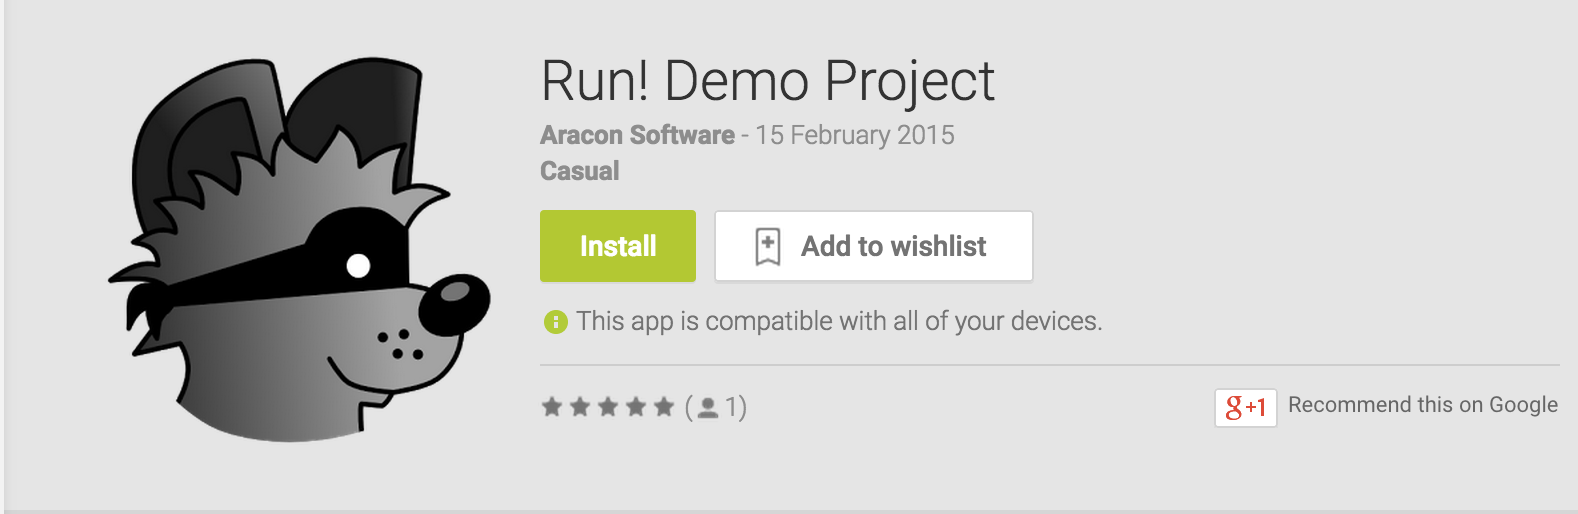 Run! Demo Project
Aracon Software - 15 February 2015
Casual
Install
Add to wishlist
This app is compatible with all of your devices.
(1)
g+1 Recommend this on Google